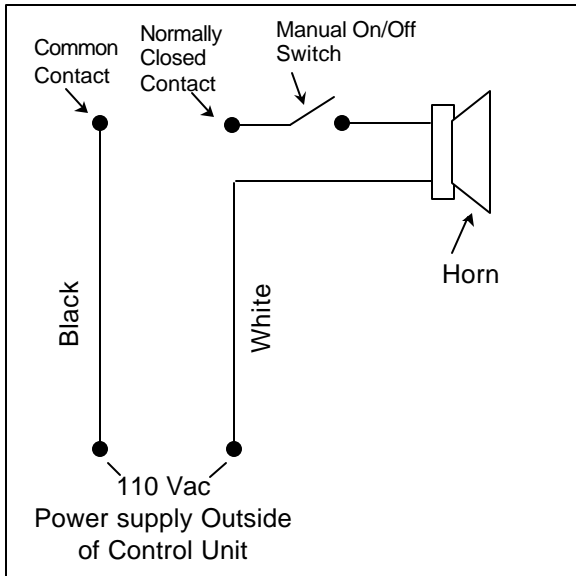 Common
Contact
Normally
Closed
Contact
Manual On/Off
Switch
Horn
Black
White
110 Vac
Power supply Outside
of Control Unit